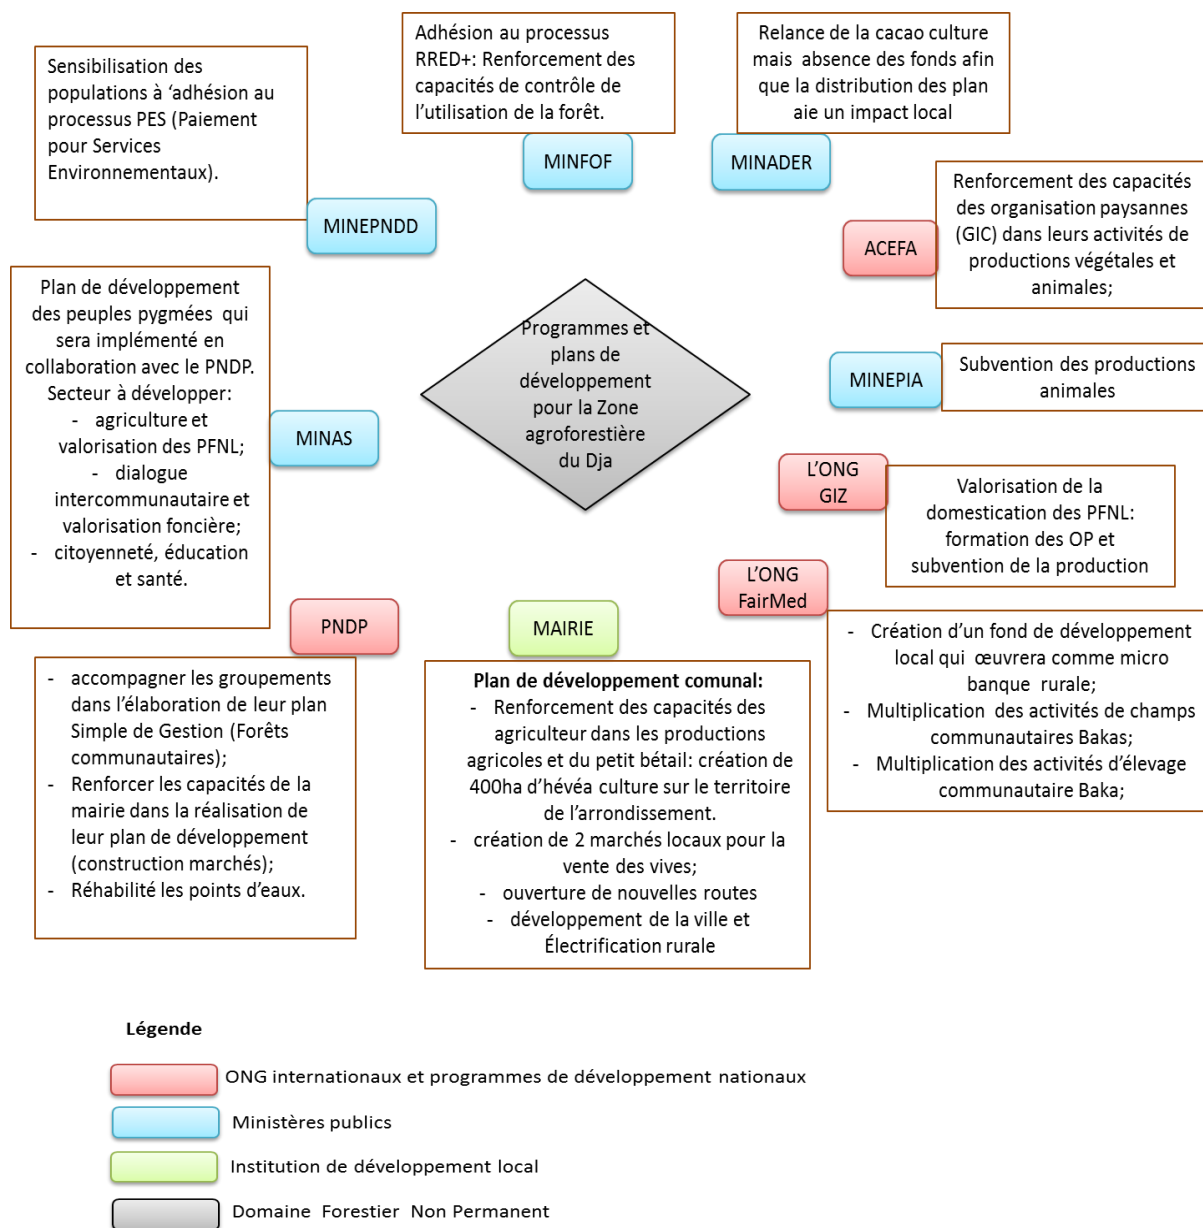 Sensibilisation des
populations à ‘adhésion au
processus PES (Paiement
pour Services
Environnementaux).
MINEPNDD
Adhésion au processus
RRED+: Renforcement des
capacités de contrôle de
l’utilisation de la forêt.
MINFOF
Relance de la cacao culture
mais absence des fonds afin
que la distribution des plan
aie un impact local
MINADER
Renforcement des capacités
des organisation paysannes
(GIC) dans leurs activités de
productions végétales et
animales;
ACEFA
Plan de développement
des peuples pygmées qui
sera implémenté en
collaboration avec le PNDP.
Secteur à développer:
- agriculture et
valorisation des PFNL;
- dialogue
intercommunautaire et
valorisation foncière;
- citoyenneté, éducation
et santé.
MINAS
Programmes et
plans de
développement
pour la Zone
agroforestière
du Dja
MINEPIA
Subvention des productions
animales
L’ONG
GIZ
Valorisation de la
domestication des PFNL:
formation des OP et
subvention de la production
L’ONG
FairMed
- Création d’un fond de développement
local qui œuvrera comme micro
banque rurale;
- Multiplication des activités de champs
communautaires Bakas;
- Multiplication des activités d’élevage
communautaire Baka;
PNDP
- accompagner les groupements
dans l’élaboration de leur plan
Simple de Gestion (Forêts
communautaires);
- Renforcer les capacités de la
mairie dans la réalisation de
leur plan de développement
(construction marchés);
- Réhabilité les points d’eaux.
MAIRIE
Plan de développement comunal:
- Renforcement des capacités des
agriculteur dans les productions
agricoles et du petit bétail: création de
400ha d’hévéa culture sur le territoire
de l’arrondissement.
- création de 2 marchés locaux pour la
vente des vives;
- ouverture de nouvelles routes
- développement de la ville et
Électrification rurale
Légende
ONG internationaux et programmes de développement nationaux
Ministères publics
Institution de développement local
Domaine Forestier Non Permanent